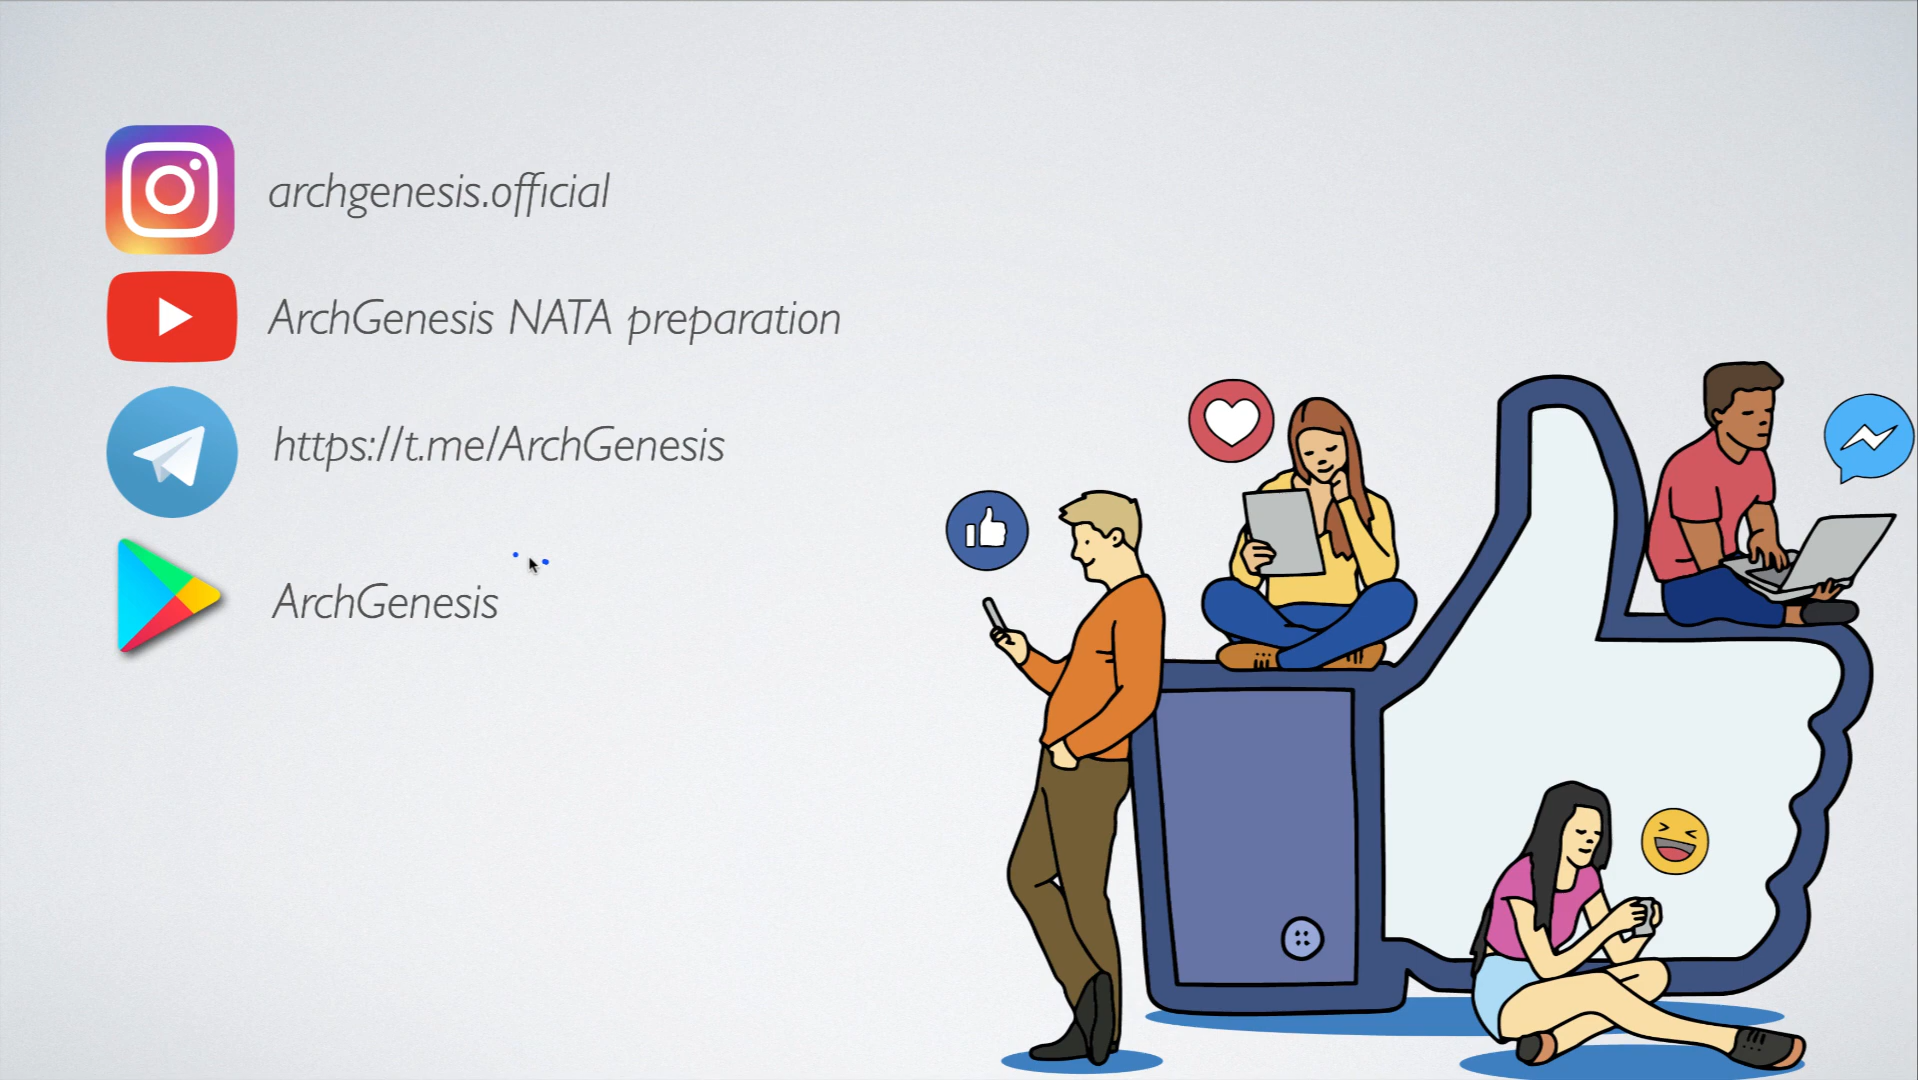 archgenesis.official
ArchGenesis NATA preparation
https://t.me/ArchGenesis
ArchGenesis